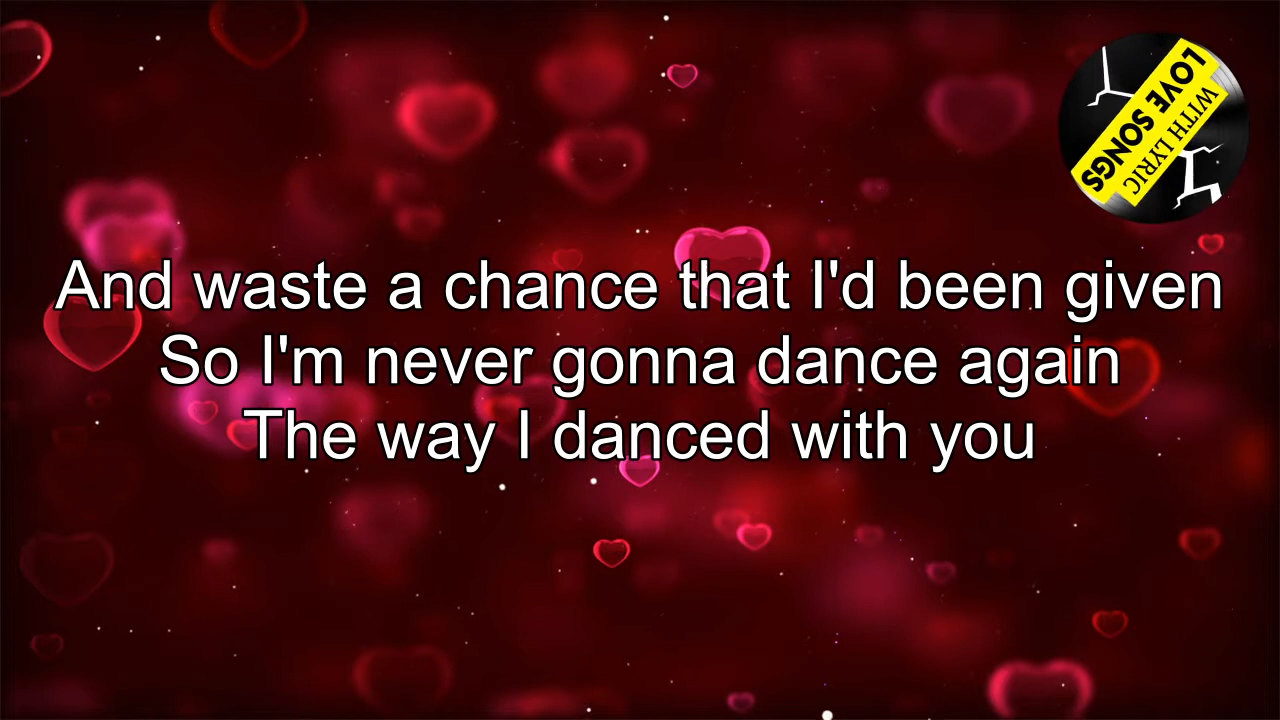 And waste a chance that I'd been given
So I'm never gonna dance again
The way I danced with you
LOVE SONGS
WITH LYRIC